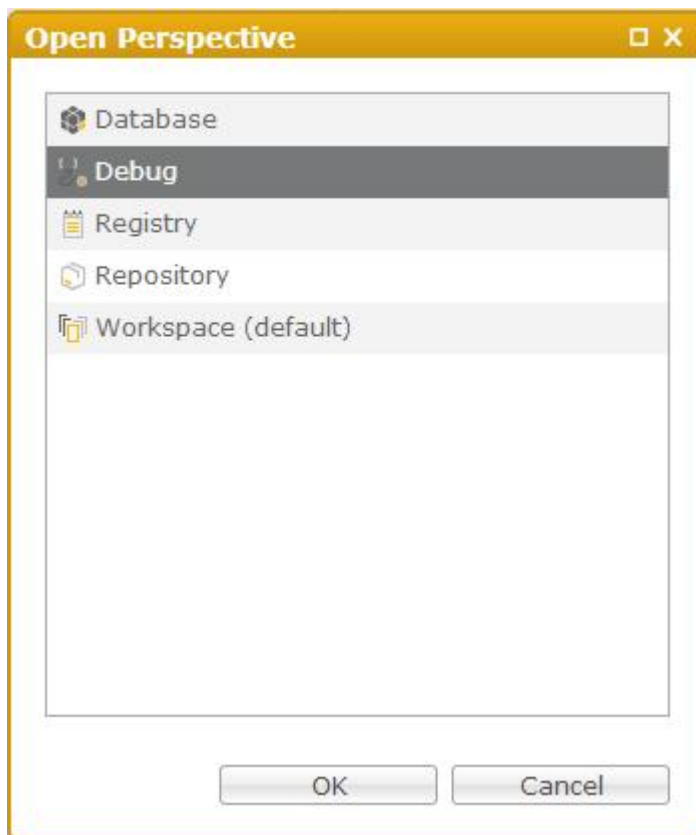 Open Perspective
Database
Debug
Registry
Repository
Workspace (default)
OK Cancel